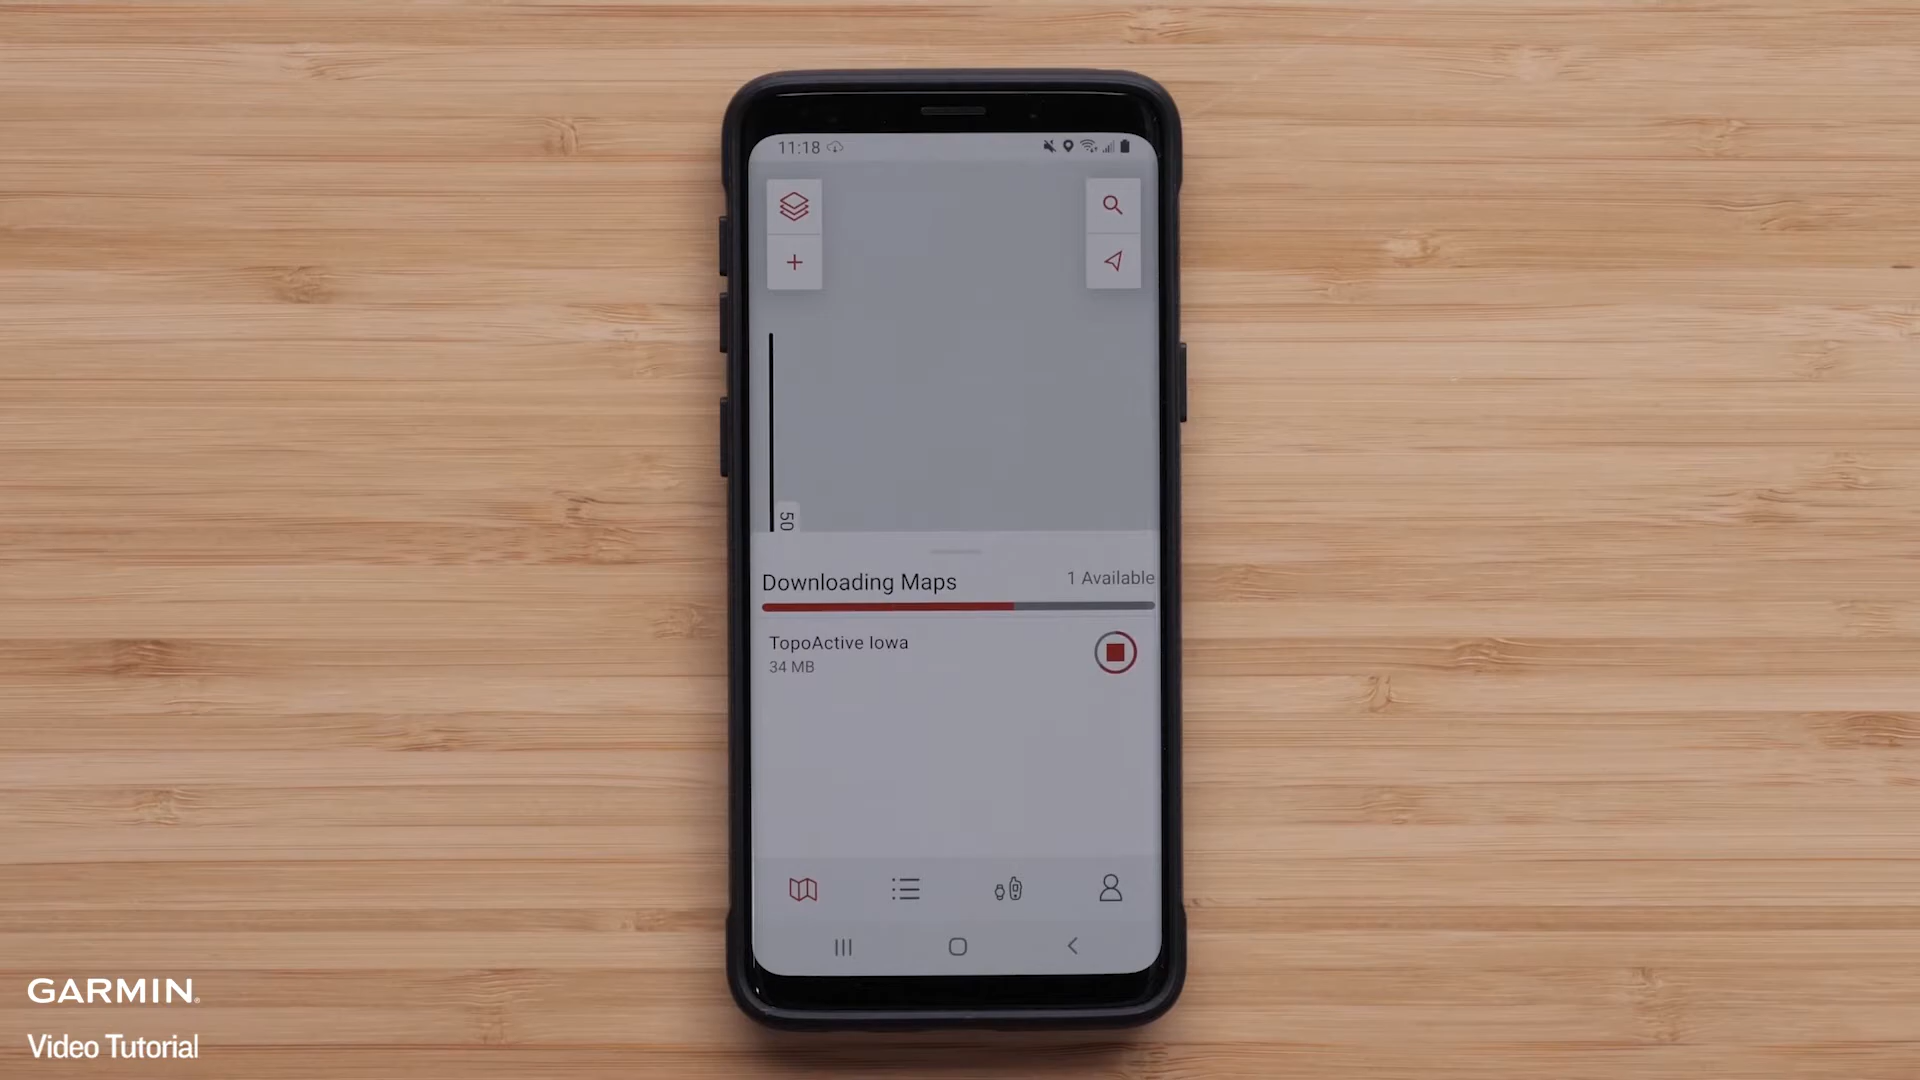 11:18
50
Downloading Maps
1 Available
TopoActive Iowa
34 MB
GARMIN.
Video Tutorial